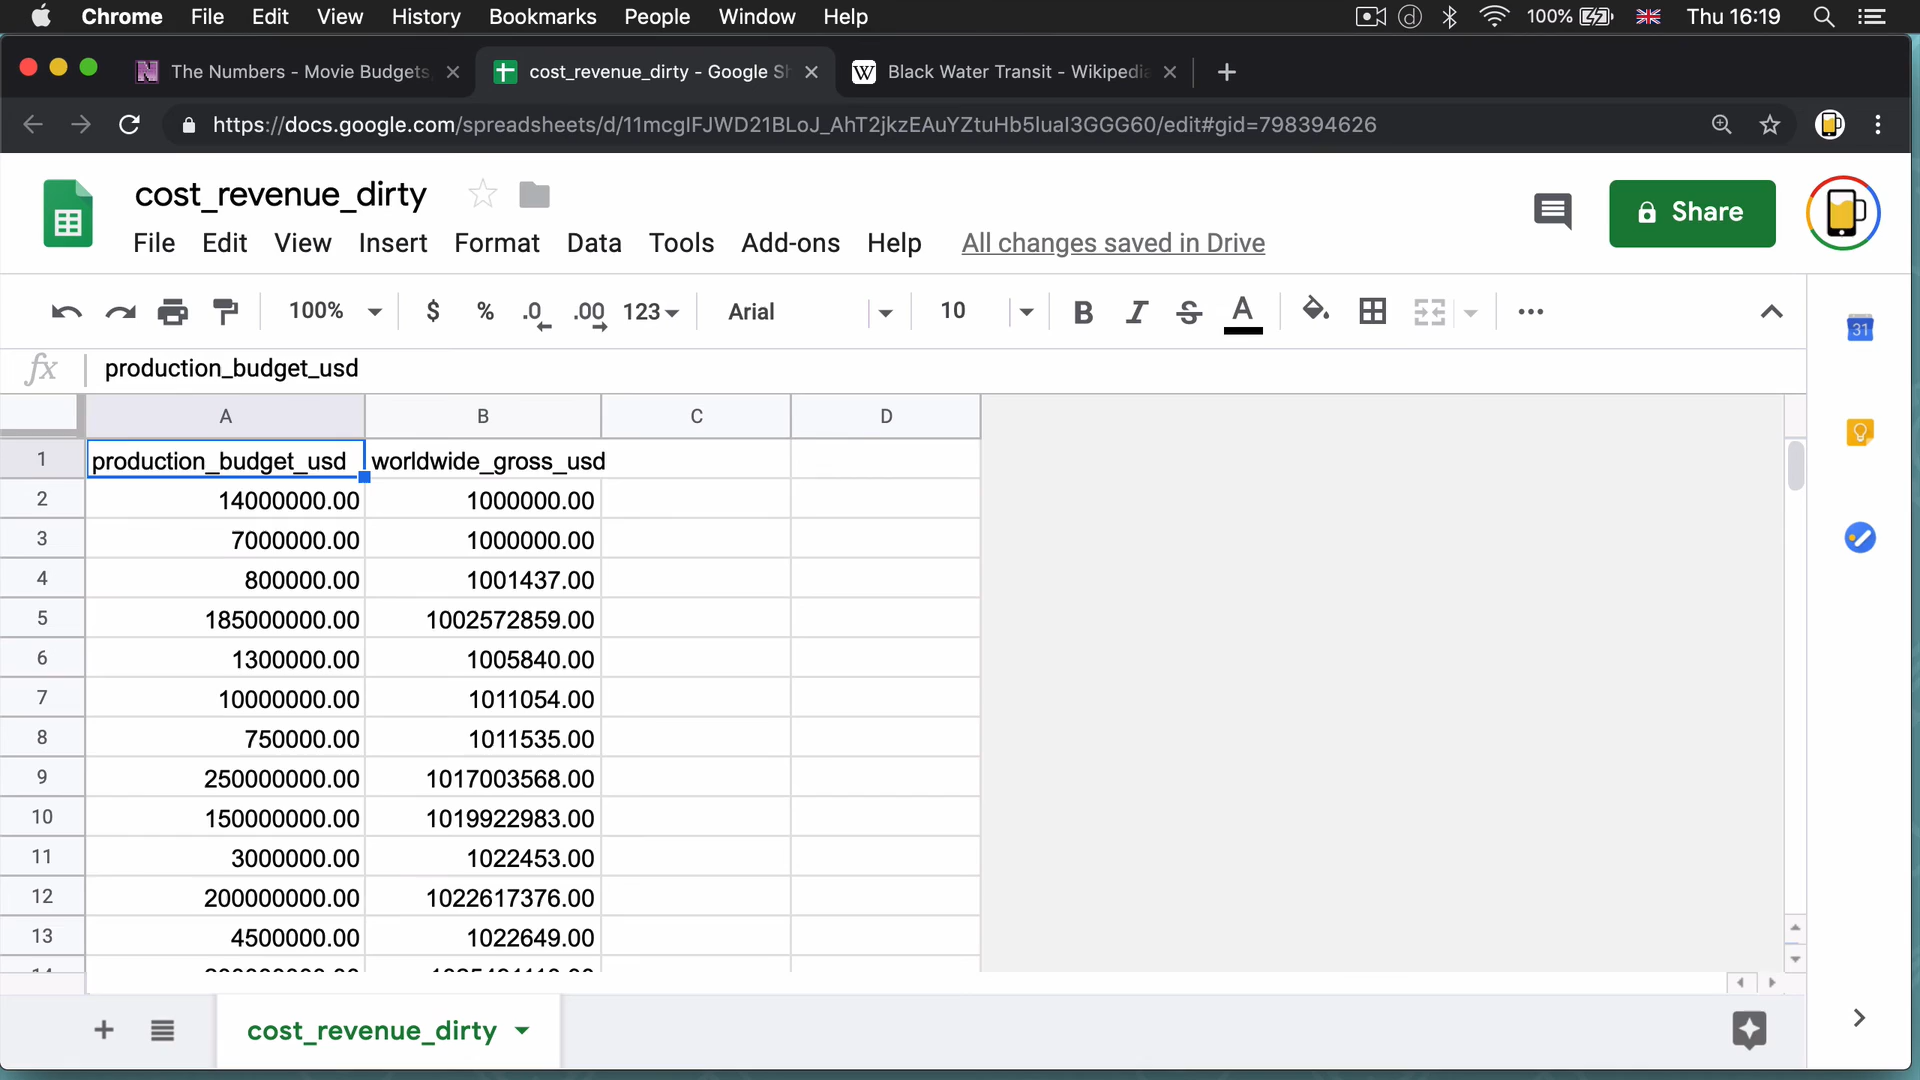 Chrome File Edit View History Bookmarks People Window Help 100% Thu 16:19
The Numbers - Movie Budgets cost_revenue_dirty - Google Sh W Black Water Transit - Wikipedia
https://docs.google.com/spreadsheets/d/11mcgIFJWD21BLoJ_AhT2jkzEAuYZtuHb5luaI3GGG60/edit#gid=798394626
cost_revenue_dirty
Share
File Edit View Insert Format Data Tools Add-ons Help All changes saved in Drive
100% $ % .0 .00 123 Arial 10 B I S A
31
fx production_budget_usd
A B C D
1 production_budget_usd worldwide_gross_usd
2 14000000.00 1000000.00
3 7000000.00 1000000.00
4 800000.00 1001437.00
5 185000000.00 1002572859.00
6 1300000.00 1005840.00
7 10000000.00 1011054.00
8 750000.00 1011535.00
9 250000000.00 1017003568.00
10 150000000.00 1019922983.00
11 3000000.00 1022453.00
12 200000000.00 1022617376.00
13 4500000.00 1022649.00
cost_revenue_dirty